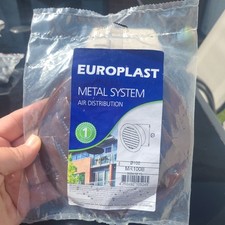 EUROPLAST
METAL SYSTEM
AIR DISTRIBUTION
1